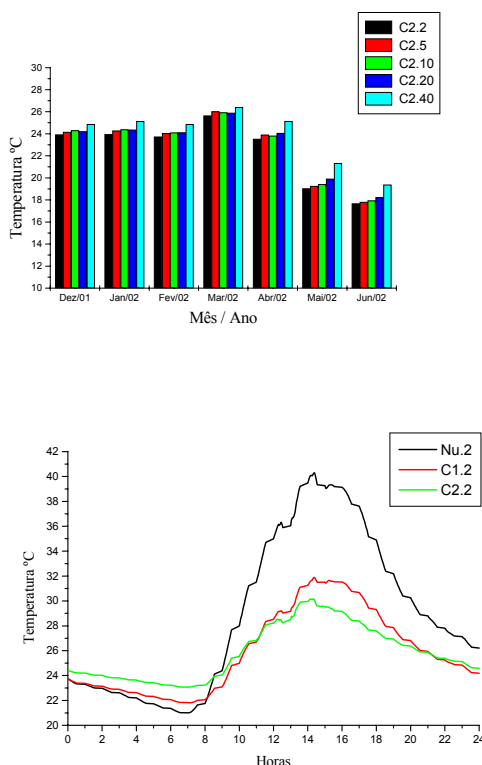 C2.2
C2.5
C2.10
C2.20
C2.40
30
28
26
24
22
20
18
16
14
12
10
Temperatura ºC
Dez/01 Jan/02 Fev/02 Mar/02 Abr/02 Mai/02 Jun/02
Mês / Ano
Nu.2
C1.2
C2.2
42
40
38
36
34
32
30
28
26
24
22
20
Temperatura ºC
0 2 4 6 8 10 12 14 16 18 20 22 24
Horas